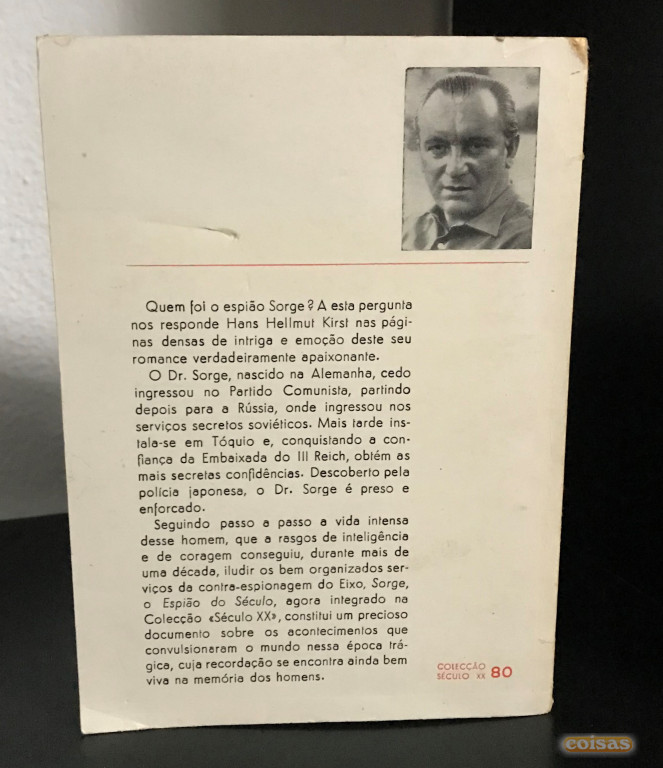 Quem foi o espião Sorge? A esta pergunta
nos responde Hans Hellmut Kirst nas pági-
nas densas de intriga e emoção deste seu
romance verdadeiramente apaixonante.
O Dr. Sorge, nascido na Alemanha, cedo
ingressou no Partido Comunista, partindo
depois para a Rússia, onde ingressou nos
serviços secretos soviéticos. Mais tarde ins-
tala-se em Tóquio e, conquistando a con-
fiança da Embaixada do III Reich, obtém as
mais secretas confidências. Descoberto pela
polícia japonesa, o Dr. Sorge é preso e
enforcado.
Seguindo passo a passo a vida intensa
desse homem, que a rasgos de inteligência
e de coragem conseguiu, durante mais de
uma década, iludir os bem organizados ser-
viços da contra-espionagem do Eixo, Sorge,
o Espião do Século, agora integrado na
Colecção «Século XX», constitui um precioso
documento sobre os acontecimentos que
convulsionaram o mundo nessa época trá-
gica, cuja recordação se encontra ainda bem
viva na memória dos homens.
COLECÇÃO
SÉCULO XX 80
coisas